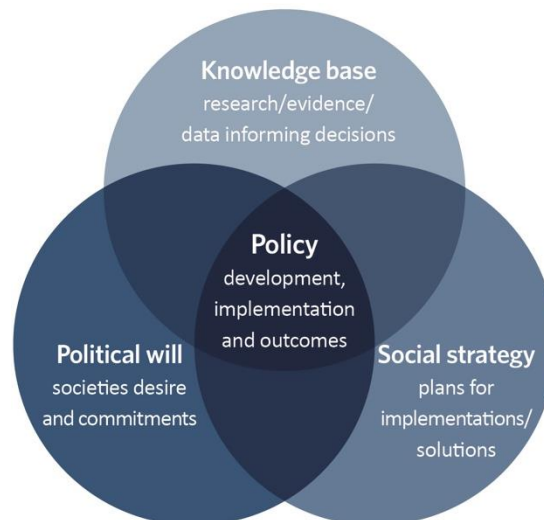 Knowledge base
research/evidence/
data informing decisions
Policy
development,
implementation
and outcomes
Political will
societies desire
and commitments
Social strategy
plans for
implementations/
solutions